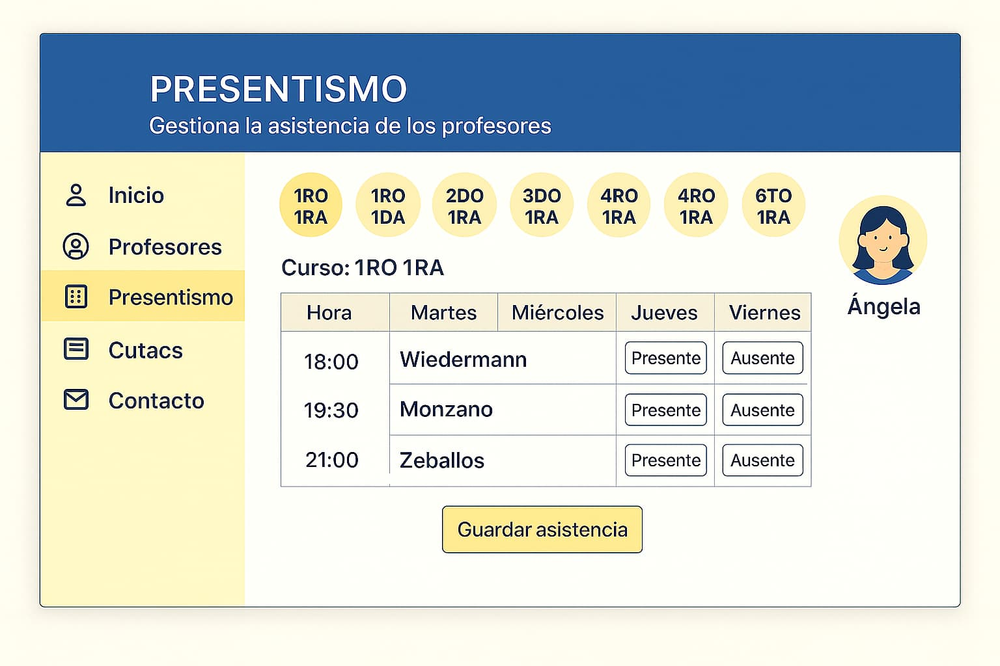 PRESENTISMO
Gestiona la asistencia de los profesores
Inicio
Profesores
Presentismo
Cutacs
Contacto
1RO 1RA
1RO 1DA
2DO 1RA
3DO 1RA
4RO 1RA
4RO 1RA
6TO 1RA
Curso: 1RO 1RA
Hora Martes Miércoles Jueves Viernes
18:00 Wiedermann Presente Ausente
19:30 Monzano Presente Ausente
21:00 Zeballos Presente Ausente
Guardar asistencia
Ángela